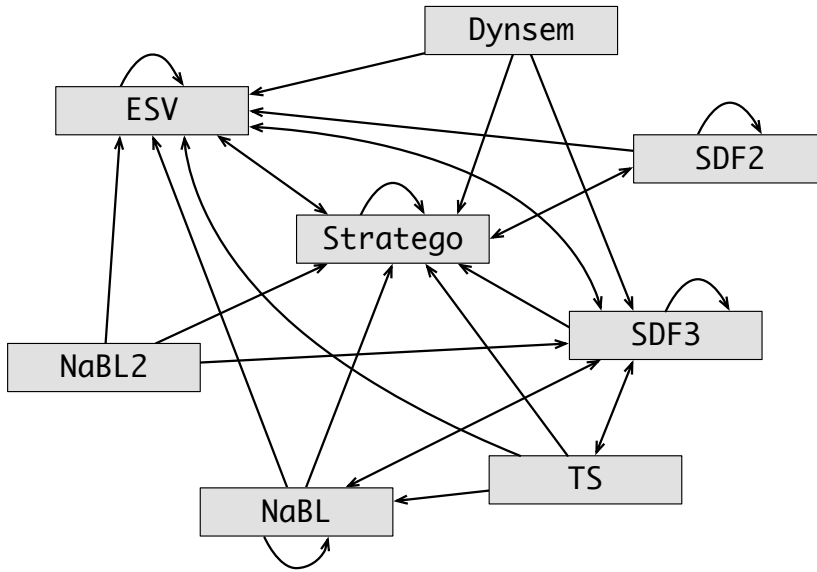 Dynsem
ESV
SDF2
Stratego
SDF3
NaBL2
TS
NaBL